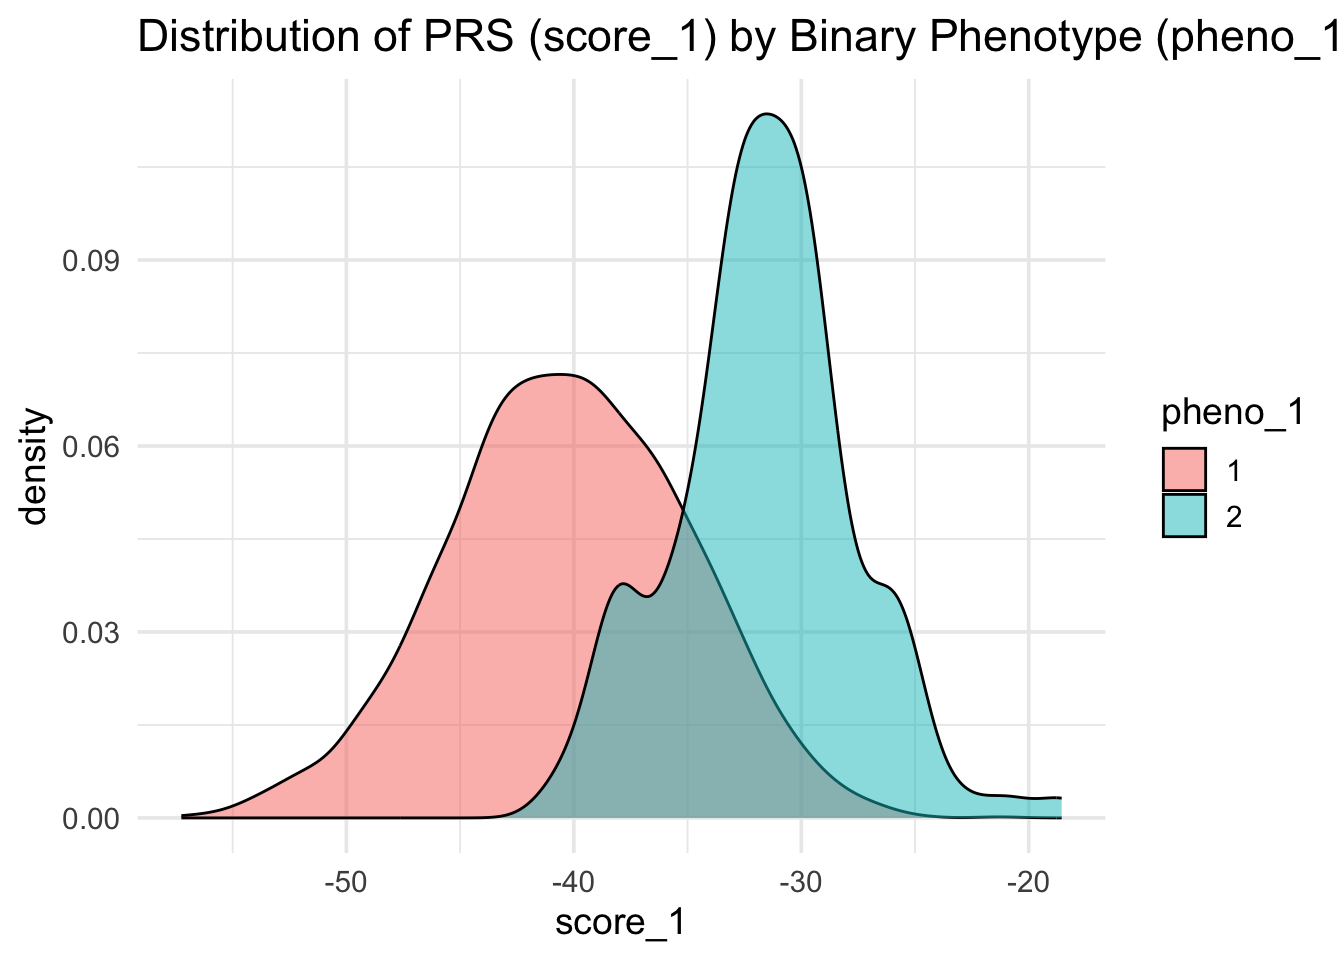 Distribution of PRS (score_1) by Binary Phenotype (pheno_1
density
0.09
0.06
0.03
0.00
-50
-40
-30
-20
score_1
pheno_1
1
2